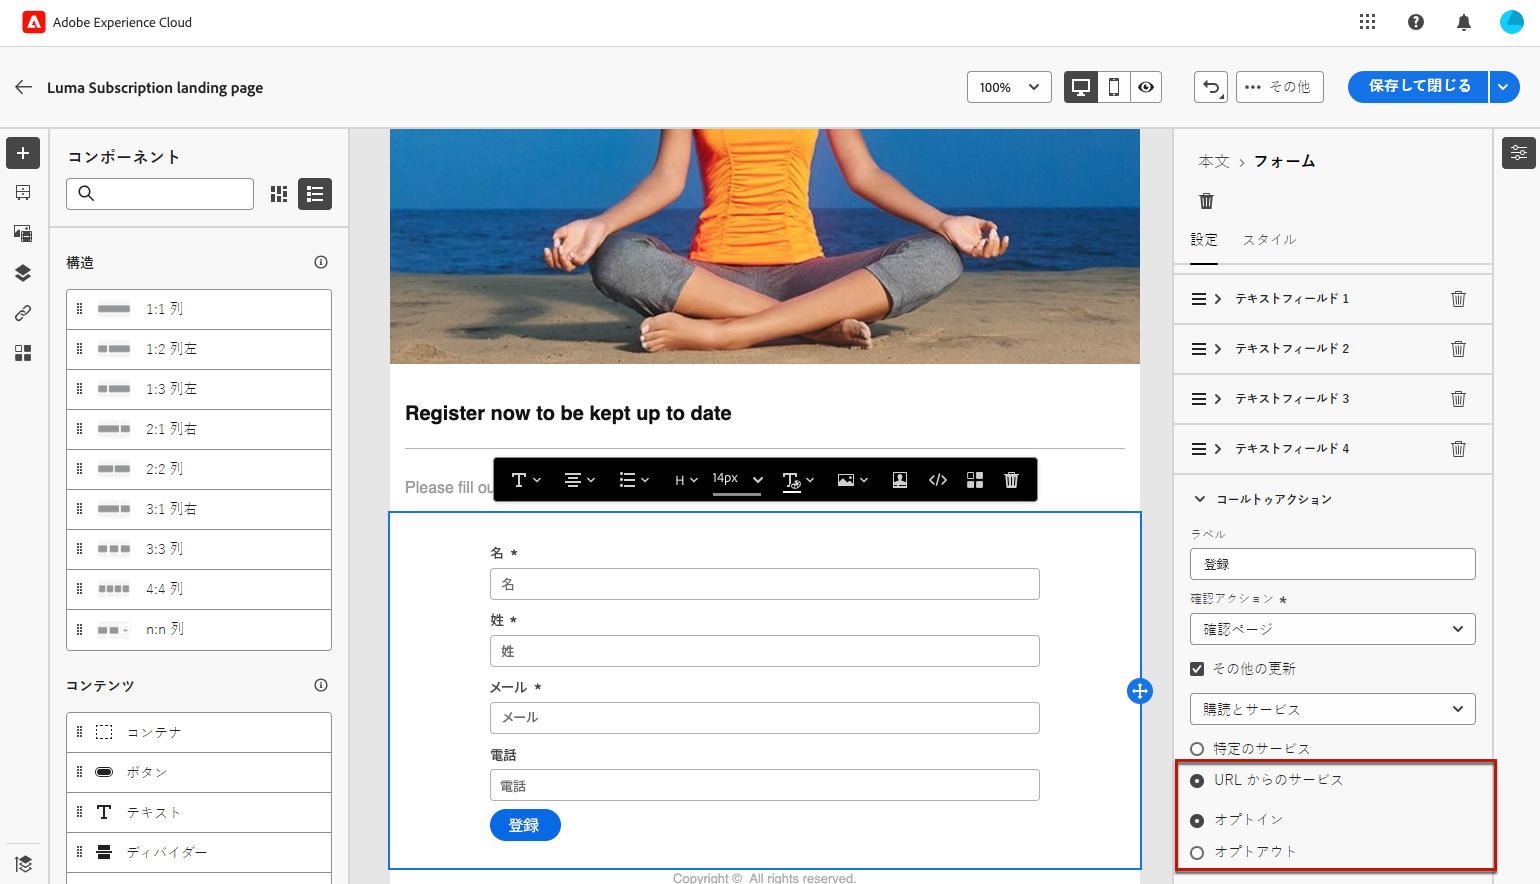 Adobe Experience Cloud
Luma Subscription landing page
100%
その他
保存して閉じる
コンポーネント
構造
1:1 列
1:2 列左
1:3 列左
2:1 列右
2:2 列
3:1 列右
3:3 列
4:4 列
n:n 列
コンテンツ
コンテナ
ボタン
テキスト
ディバイダー
Register now to be kept up to date
Please fill ou
H
14px
名 *
名
姓 *
姓
メール *
メール
電話
電話
登録
Copyright © All rights reserved.
本文 > フォーム
設定
スタイル
テキストフィールド 1
テキストフィールド 2
テキストフィールド 3
テキストフィールド 4
コールトゥアクション
ラベル
登録
確認アクション *
確認ページ
その他の更新
購読とサービス
特定のサービス
URL からのサービス
オプトイン
オプトアウト